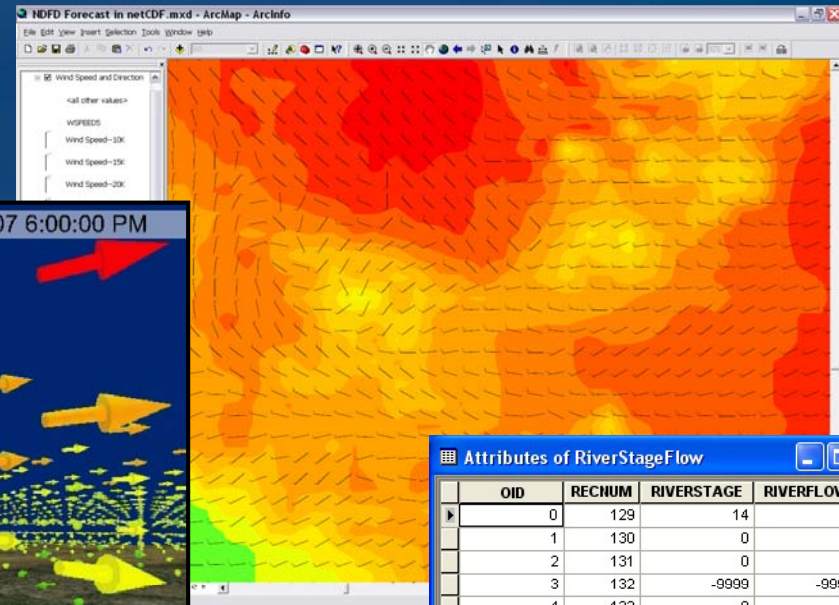 NDFD Forecast in netCDF.mxd - ArcMap - ArcInfo
File Edit View Insert Selection Tools Window Help
Wind Speed and Direction
<all other values>
WSPEEDS
Wind Speed--10K
Wind Speed--15K
Wind Speed--20K
07 6:00:00 PM
Attributes of RiverStageFlow
OID RECNUM RIVERSTAGE RIVERFLOW
0 129 14
1 130 0
2 131 0
3 132 -9999 -999